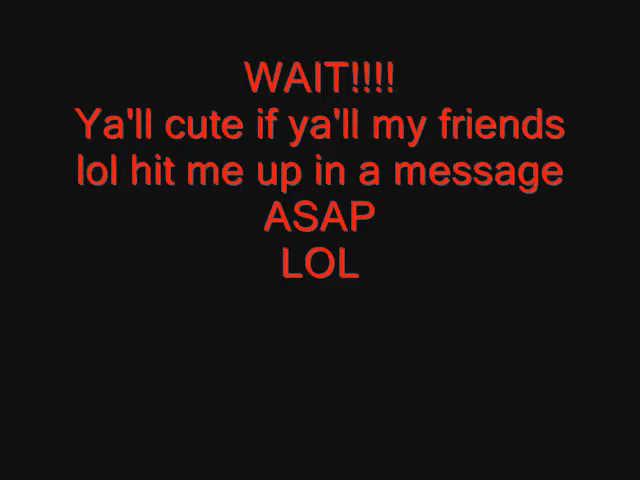 WAIT!!!!
Ya'll cute if ya'll my friends
lol hit me up in a message
ASAP
LOL